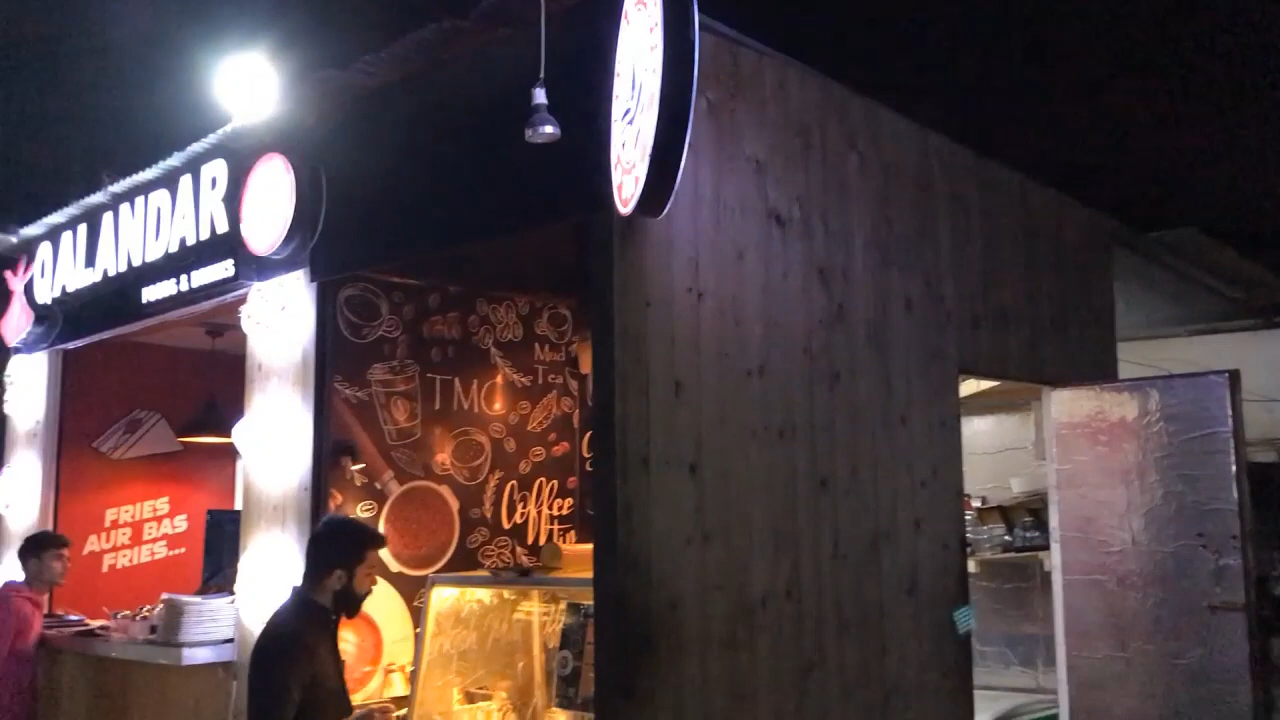 QALANDAR
FOODS & DRINKS
FRIES
AUR BAS
FRIES...
TMC
Mud
Tea
Coffee